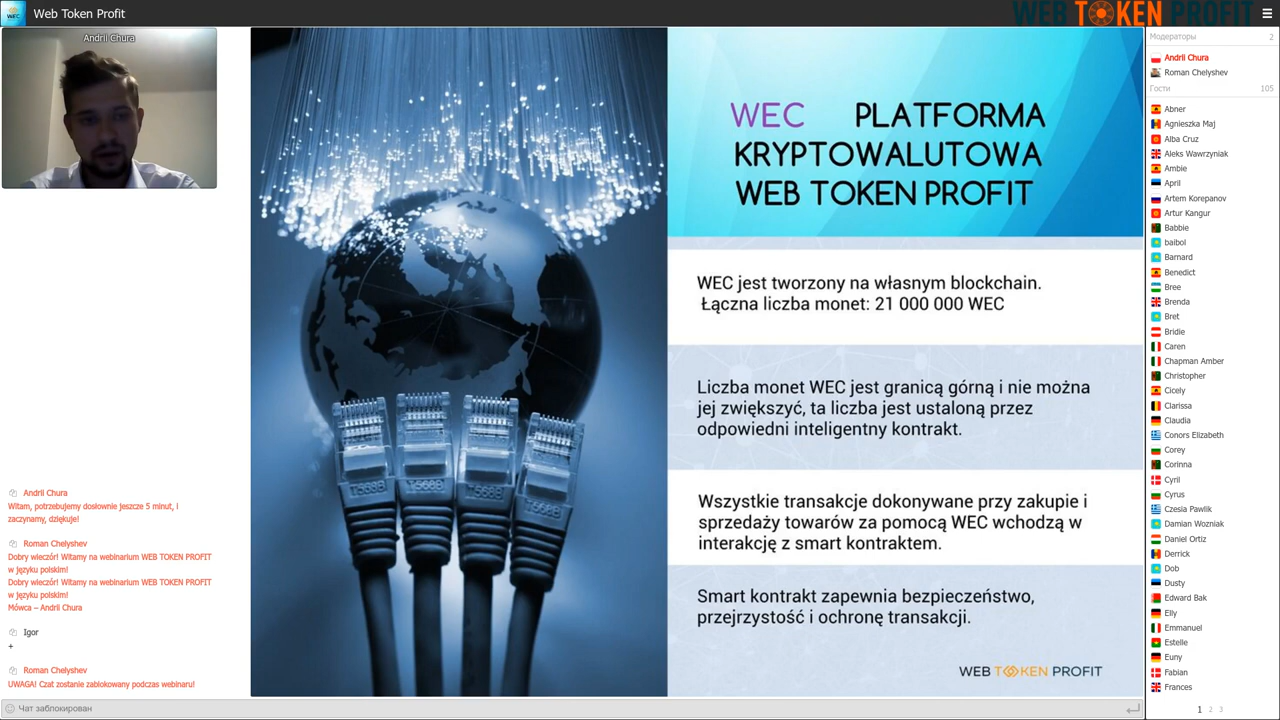 WEC
Web Token Profit
WEB TOKEN PROFIT
Andrii Chura
WEC PLATFORMA
KRYPTOWALUTOWA
WEB TOKEN PROFIT
WEC jest tworzony na własnym blockchain.
Łączna liczba monet: 21 000 000 WEC
Liczba monet WEC jest granicą górną i nie można
jej zwiększyć, ta liczba jest ustaloną przez
odpowiedni inteligentny kontrakt.
Wszystkie transakcje dokonywane przy zakupie i
sprzedaży towarów za pomocą WEC wchodzą w
interakcję z smart kontraktem.
Smart kontrakt zapewnia bezpieczeństwo,
przejrzystość i ochronę transakcji.
WEB TOKEN PROFIT
T568B T568B T568B T568B
Andrii Chura
Witam, potrzebujemy dosłownie jeszcze 5 minut, i
zaczynamy, dziękuje!
Roman Chelyshev
Dobry wieczór! Witamy na webinarium WEB TOKEN PROFIT
w języku polskim!
Dobry wieczór! Witamy na webinarium WEB TOKEN PROFIT
w języku polskim!
Mówca – Andrii Chura
Igor
+
Roman Chelyshev
UWAGA! Czat zostanie zablokowany podczas webinaru!
Чат заблокирован
Модераторы 2
Andrii Chura
Roman Chelyshev
Гости 105
Abner
Agnieszka Maj
Alba Cruz
Aleks Wawrzyniak
Ambie
April
Artem Korepanov
Artur Kangur
Babbie
baibol
Barnard
Benedict
Bree
Brenda
Bret
Bridie
Caren
Chapman Amber
Christopher
Cicely
Clarissa
Claudia
Conors Elizabeth
Corey
Corinna
Cyril
Cyrus
Czesia Pawlik
Damian Wozniak
Daniel Ortiz
Derrick
Dob
Dusty
Edward Bak
Elly
Emmanuel
Estelle
Euny
Fabian
Frances
1 2 3